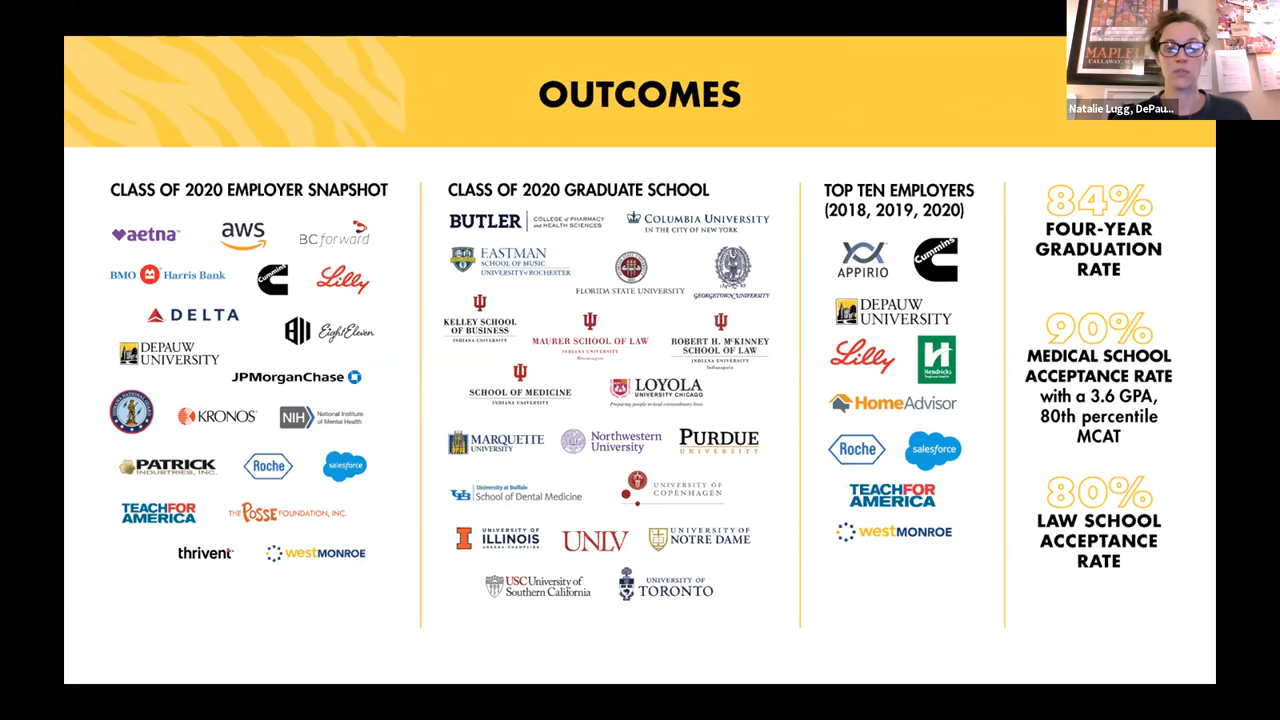 OUTCOMES
MAPLE
CALLAWAY, M
Natalie Lugg, DePau...
CLASS OF 2020 EMPLOYER SNAPSHOT
aetna™
aws
BCforward
BMO Harris Bank
Cummins
Lilly
DELTA
811 EightEleven
DEPAUW
UNIVERSITY
JPMorganChase
KRONOS
NIH National Institute
of Mental Health
PATRICK
INDUSTRIES, INC.
Roche
salesforce
TEACHFOR
AMERICA
THE POSSE FOUNDATION, INC.
thrivent
westMONROE
CLASS OF 2020 GRADUATE SCHOOL
BUTLER COLLEGE OF PHARMACY
AND HEALTH SCIENCES
COLUMBIA UNIVERSITY
IN THE CITY OF NEW YORK
EASTMAN
SCHOOL OF MUSIC
UNIVERSITY of ROCHESTER
FLORIDA STATE UNIVERSITY
GEORGETOWN UNIVERSITY
KELLEY SCHOOL
OF BUSINESS
INDIANA UNIVERSITY
MAURER SCHOOL OF LAW
INDIANA UNIVERSITY
Bloomington
ROBERT H. McKINNEY
SCHOOL OF LAW
INDIANA UNIVERSITY
Indianapolis
SCHOOL OF MEDICINE
INDIANA UNIVERSITY
LOYOLA
UNIVERSITY CHICAGO
Preparing people to lead extraordinary lives
MARQUETTE
UNIVERSITY
Northwestern
University
PURDUE
UNIVERSITY
UB University at Buffalo
School of Dental Medicine
UNIVERSITY OF
COPENHAGEN
UNIVERSITY OF
ILLINOIS
URBANA-CHAMPAIGN
UNLV
UNIVERSITY OF
NOTRE DAME
USC University of
Southern California
UNIVERSITY OF
TORONTO
TOP TEN EMPLOYERS
(2018, 2019, 2020)
APPIRIO
Cummins
DEPAUW
UNIVERSITY
Lilly
Hendricks
Regional Health
HomeAdvisor
Roche
salesforce
TEACHFOR
AMERICA
westMONROE
84%
FOUR-YEAR
GRADUATION
RATE
90%
MEDICAL SCHOOL
ACCEPTANCE RATE
with a 3.6 GPA,
80th percentile
MCAT
80%
LAW SCHOOL
ACCEPTANCE
RATE